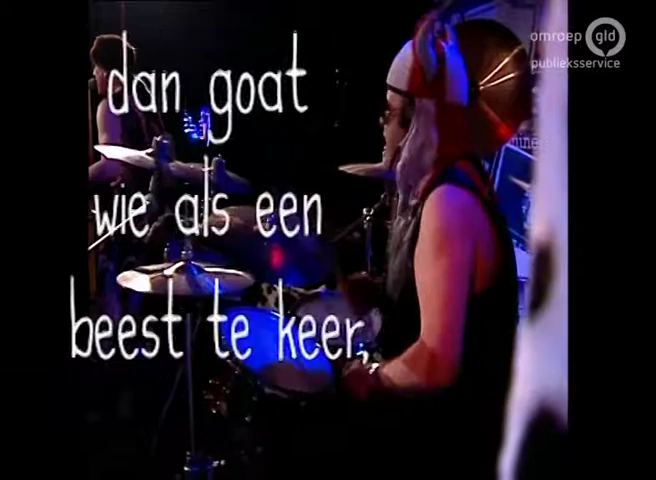 omroep gld
publieksservice
dan goat
wie als een
beest te keer,